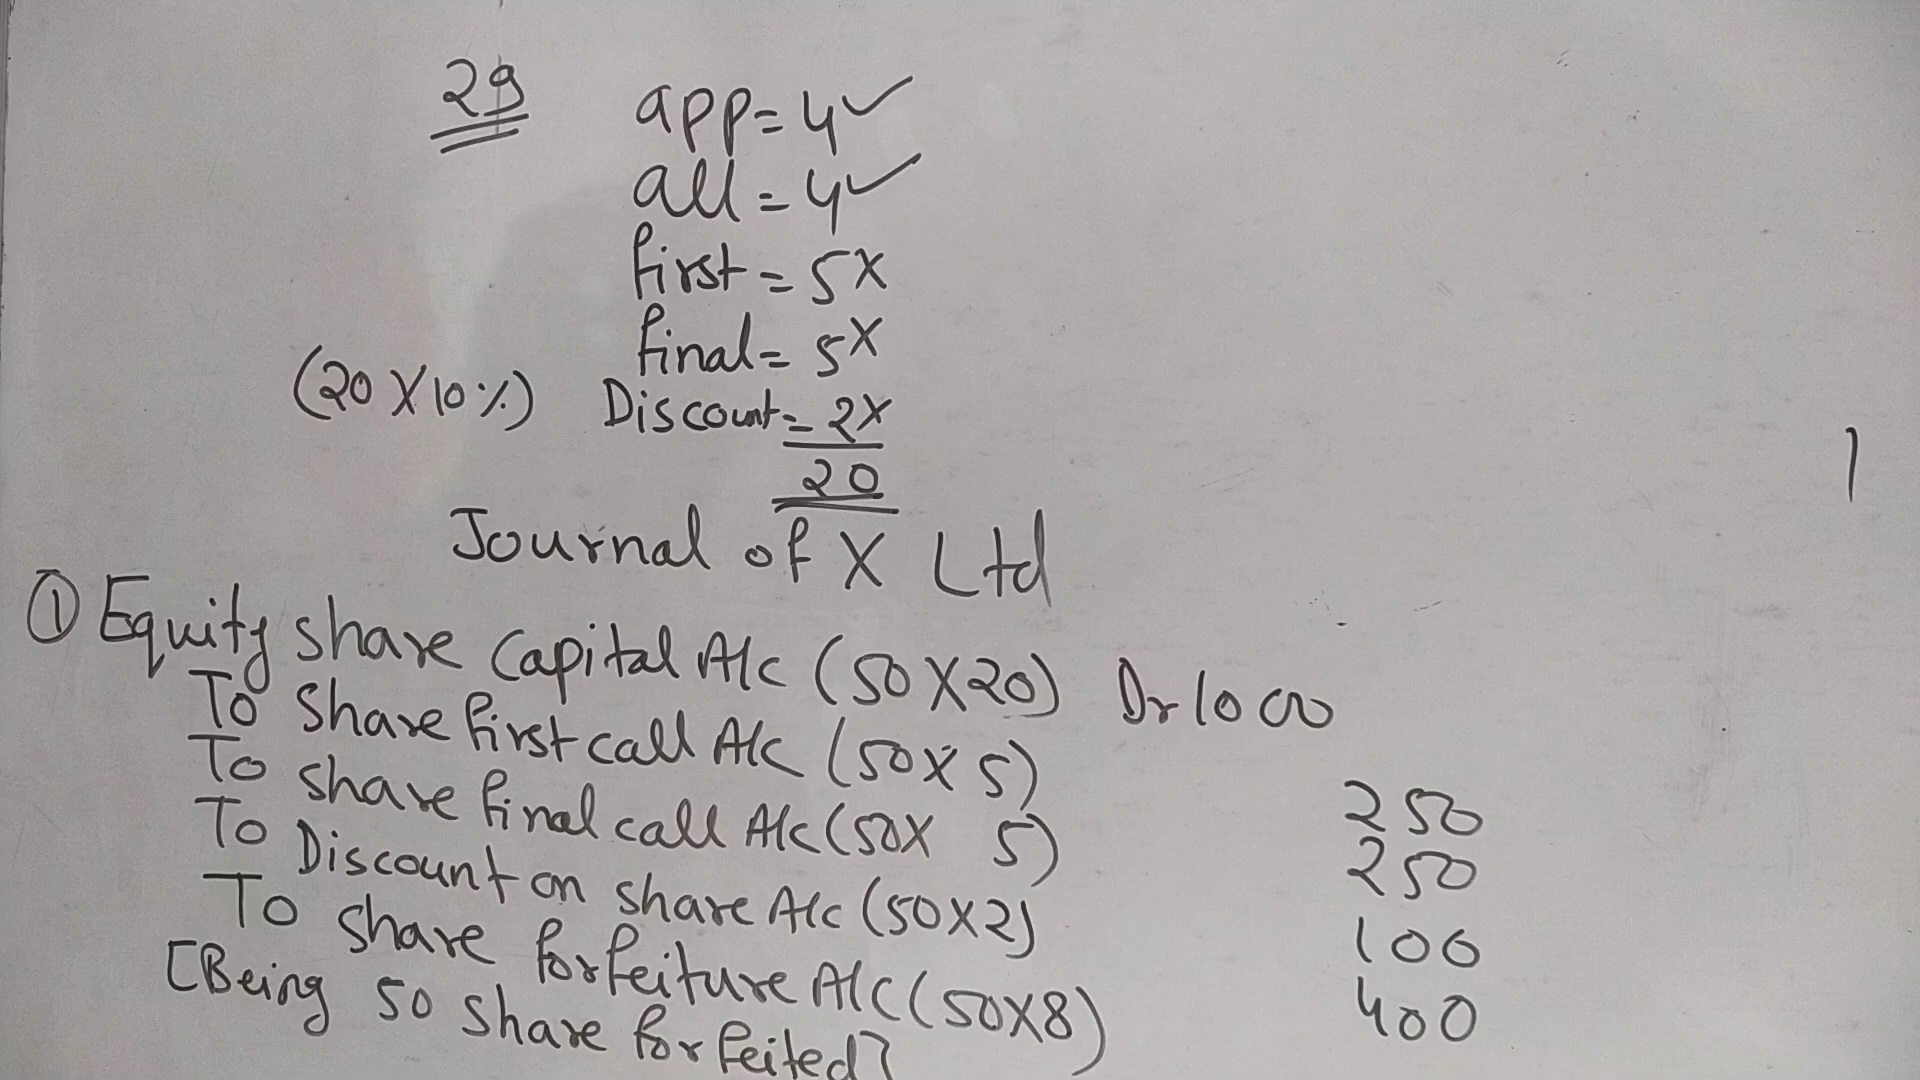 29
app=4✓
all=4✓
first=5X
final=5X
(20X10%) Discount=2X
20
1
Journal of X Ltd
① Equity share capital A/c (50X20) Dr 1000
To share first call A/c (50X5) 250
To share final call A/c (50X 5) 250
To Discount on share A/c (50X2) 100
To share forfeiture A/c (50X8) 400
[Being 50 share forfeited]